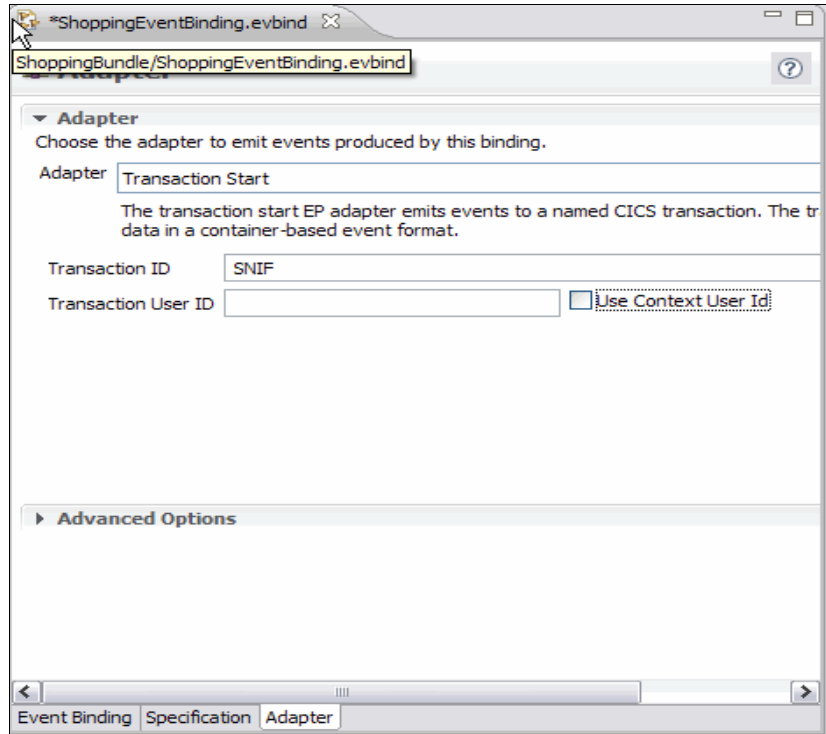 *ShoppingEventBinding.evbind
ShoppingBundle/ShoppingEventBinding.evbind
Adapter
?
Adapter
Choose the adapter to emit events produced by this binding.
Adapter Transaction Start
The transaction start EP adapter emits events to a named CICS transaction. The tr
data in a container-based event format.
Transaction ID SNIF
Transaction User ID Use Context User Id
Advanced Options
Event Binding Specification Adapter